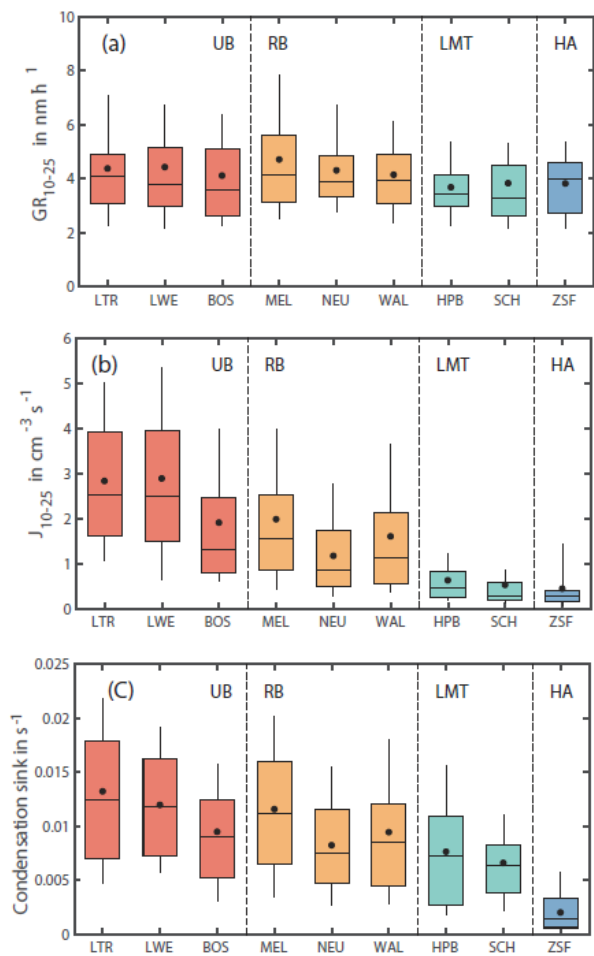 10
(a)
UB
RB
LMT
HA
8
6
4
2
0
GR10-25 in nm h-1
LTR LWE BOS MEL NEU WAL HPB SCH ZSF
6
(b)
UB
RB
LMT
HA
5
4
3
2
1
0
J10-25 in cm-3 s-1
LTR LWE BOS MEL NEU WAL HPB SCH ZSF
0.025
(C)
UB
RB
LMT
HA
0.02
0.015
0.01
0.005
0
Condensation sink in s-1
LTR LWE BOS MEL NEU WAL HPB SCH ZSF